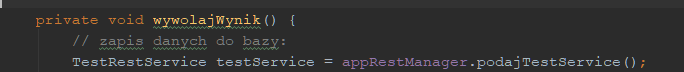 private void wywolajWynik() {
// zapis danych do bazy:
TestRestService testService = appRestManager.podajTestService();